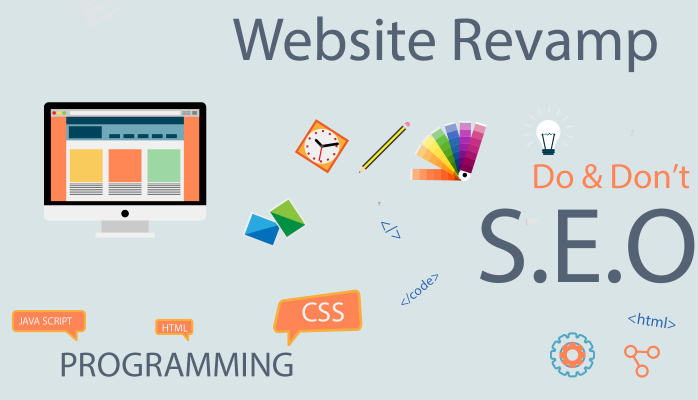 Website Revamp
Do & Don't
S.E.O
</>
</code>
JAVA SCRIPT
HTML
CSS
<html>
PROGRAMMING